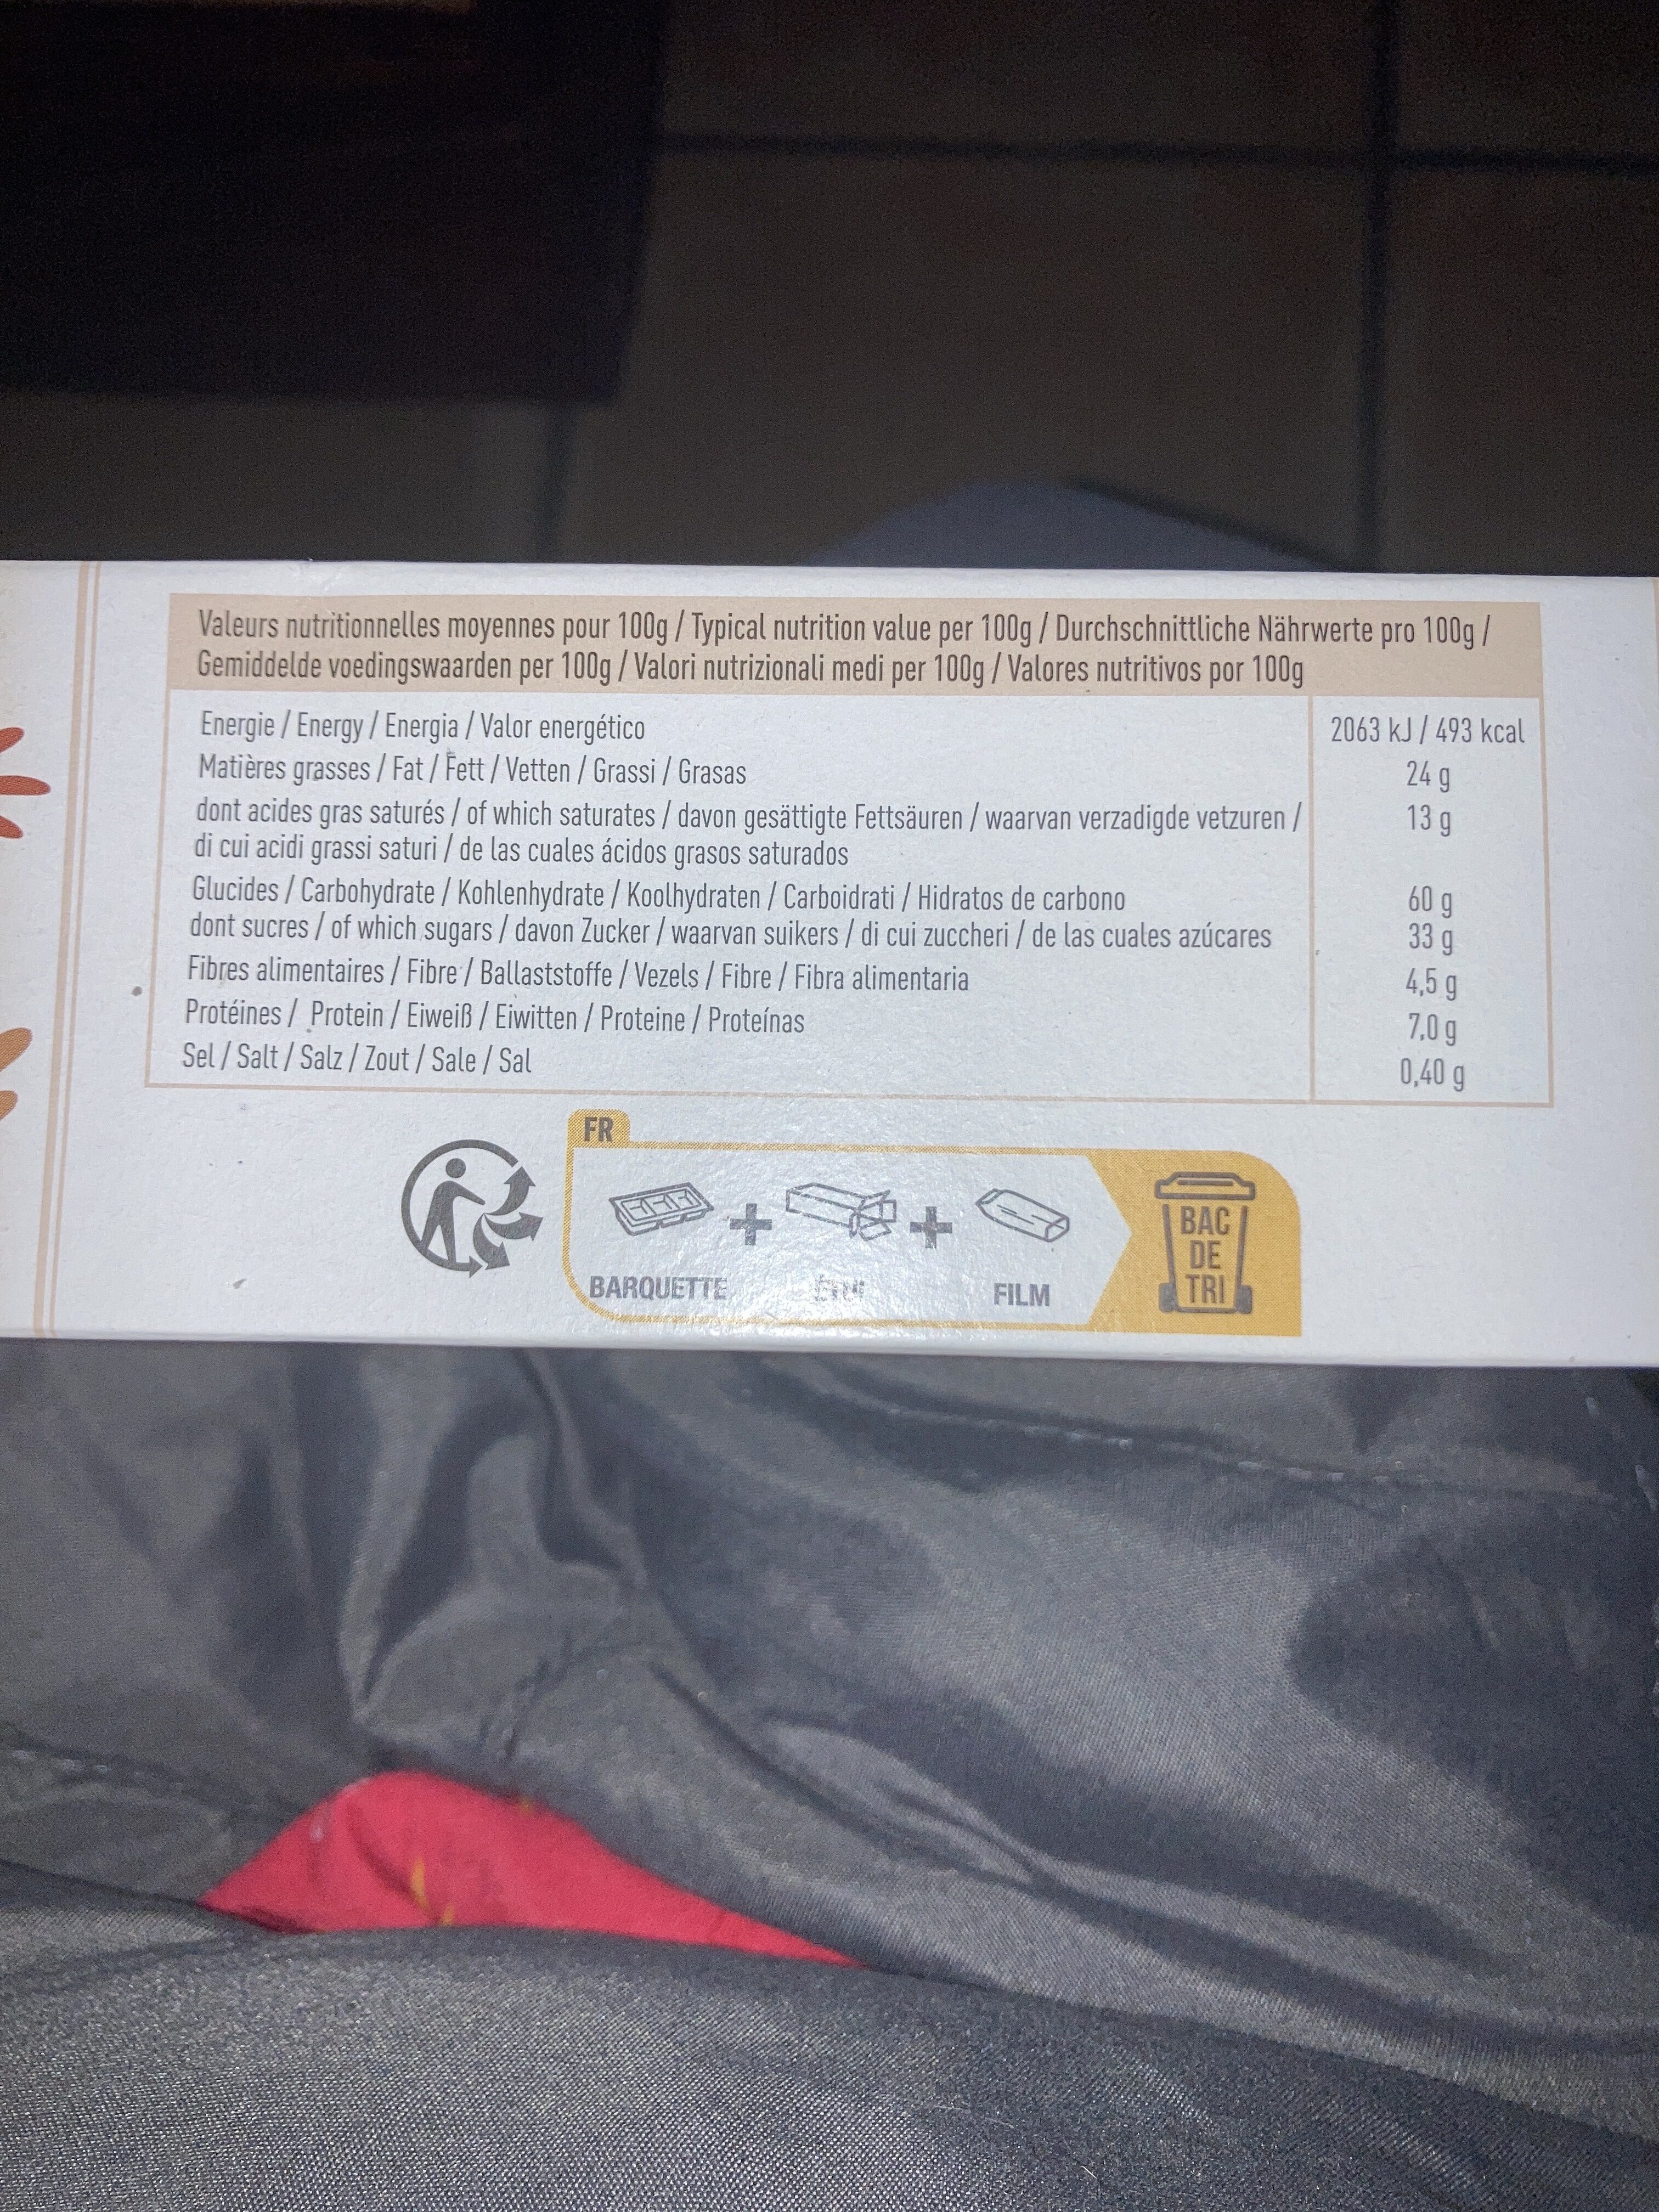 Valeurs nutritionnelles moyennes pour 100g / Typical nutrition value per 100g / Durchschnittliche Nährwerte pro 100g /
Gemiddelde voedingswaarden per 100g / Valori nutrizionali medi per 100g / Valores nutritivos por 100g
Energie / Energy / Energia / Valor energético 2063 kJ / 493 kcal
Matières grasses / Fat / Fett / Vetten / Grassi / Grasas 24 g
dont acides gras saturés / of which saturates / davon gesättigte Fettsäuren / waarvan verzadigde vetzuren / 13 g
di cui acidi grassi saturi / de las cuales ácidos grasos saturados
Glucides / Carbohydrate / Kohlenhydrate / Koolhydraten / Carboidrati / Hidratos de carbono 60 g
dont sucres / of which sugars / davon Zucker / waarvan suikers / di cui zuccheri / de las cuales azúcares 33 g
Fibres alimentaires / Fibre / Ballaststoffe / Vezels / Fibre / Fibra alimentaria 4,5 g
Protéines / Protein / Eiweiß / Eiwitten / Proteine / Proteínas 7,0 g
Sel / Salt / Salz / Zout / Sale / Sal 0,40 g
FR
BARQUETTE + ÉTUI + FILM
BAC
DE
TRI